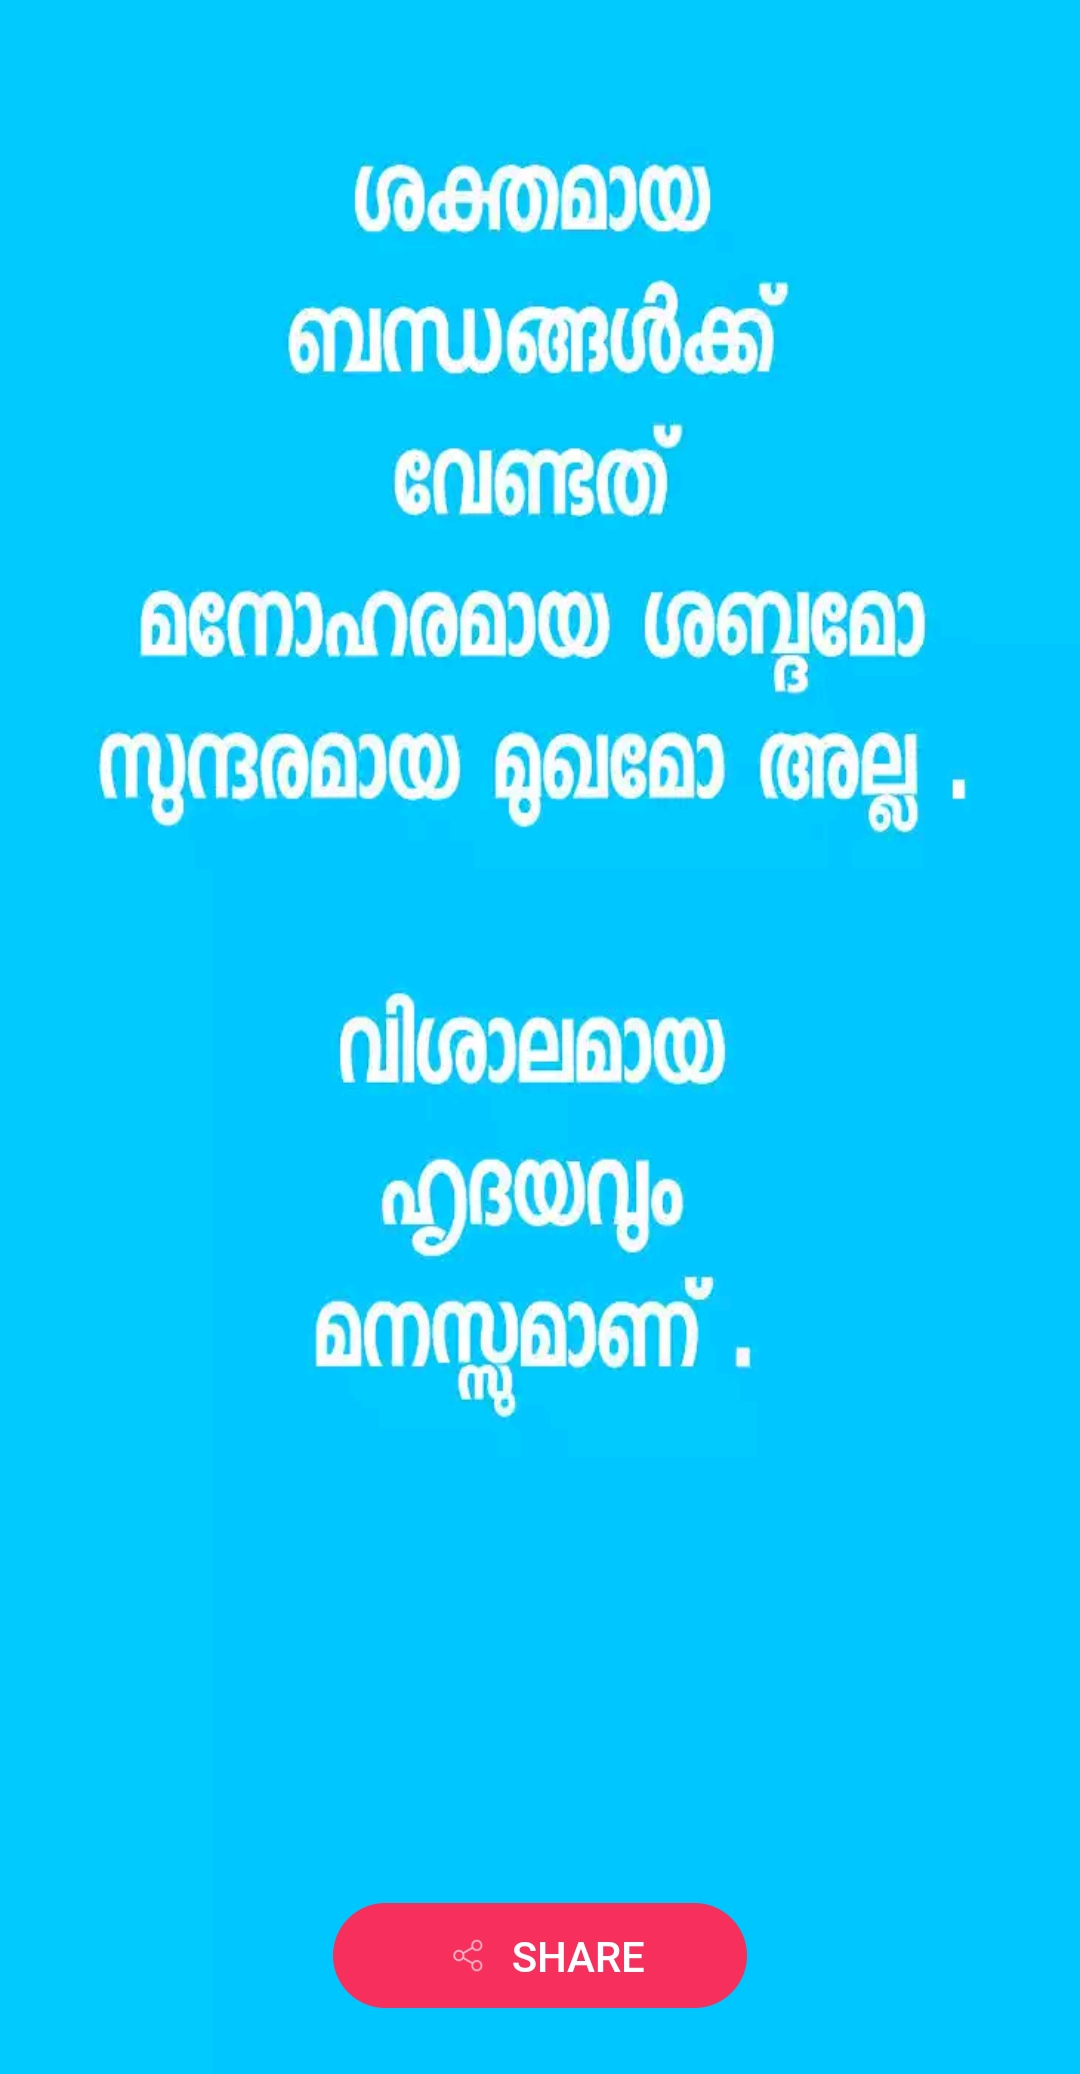 ശക്തമായ
ബന്ധങ്ങൾക്ക്
വേണ്ടത്
മനോഹരമായ ശബ്ദമോ
സുന്ദരമായ മുഖമോ അല്ല .
വിശാലമായ
ഹൃദയവും
മനസ്സുമാണ് .
SHARE